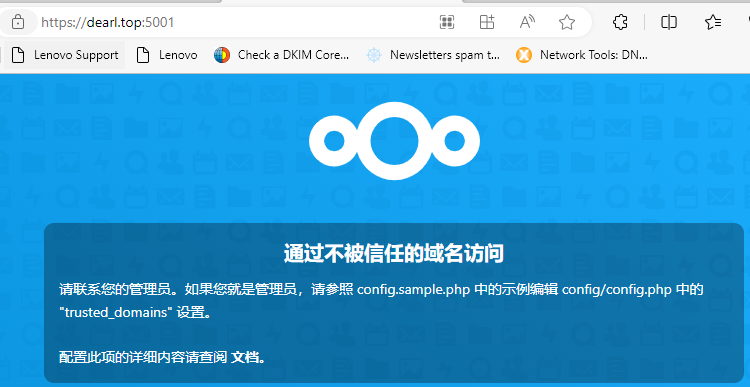 https://dearl.top:5001
Lenovo Support Lenovo Check a DKIM Core... Newsletters spam t... Network Tools: DN...
通过不被信任的域名访问
请联系您的管理员。如果您就是管理员，请参照 config.sample.php 中的示例编辑 config/config.php 中的
"trusted_domains" 设置。
配置此项的详细内容请查阅 文档。